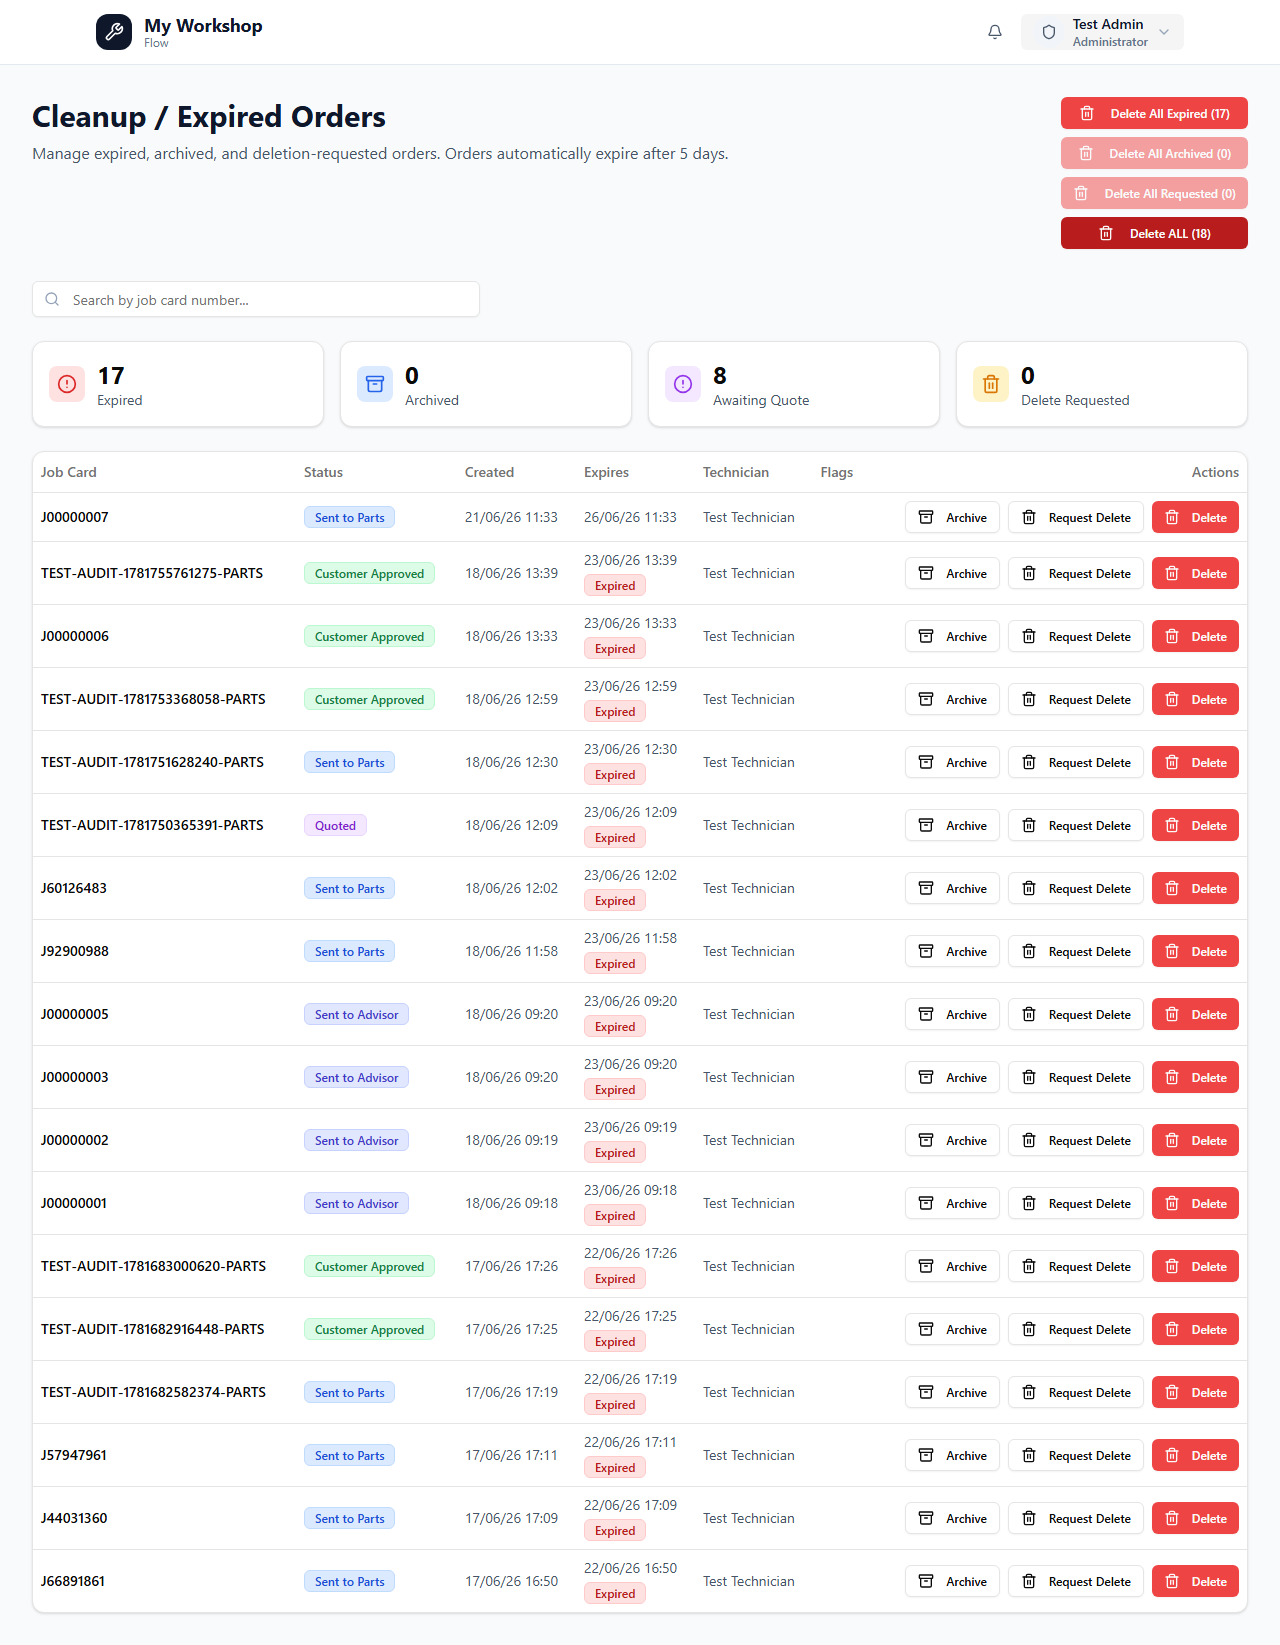 My Workshop
Flow
Test Admin
Administrator
Cleanup / Expired Orders
Manage expired, archived, and deletion-requested orders. Orders automatically expire after 5 days.
Delete All Expired (17)
Delete All Archived (0)
Delete All Requested (0)
Delete ALL (18)
Search by job card number...
17
Expired
0
Archived
8
Awaiting Quote
0
Delete Requested
Job Card Status Created Expires Technician Flags Actions
J00000007 Sent to Parts 21/06/26 11:33 26/06/26 11:33 Test Technician Archive Request Delete Delete
TEST-AUDIT-1781755761275-PARTS Customer Approved 18/06/26 13:39 23/06/26 13:39 Expired Test Technician Archive Request Delete Delete
J00000006 Customer Approved 18/06/26 13:33 23/06/26 13:33 Expired Test Technician Archive Request Delete Delete
TEST-AUDIT-1781753368058-PARTS Customer Approved 18/06/26 12:59 23/06/26 12:59 Expired Test Technician Archive Request Delete Delete
TEST-AUDIT-1781751628240-PARTS Sent to Parts 18/06/26 12:30 23/06/26 12:30 Expired Test Technician Archive Request Delete Delete
TEST-AUDIT-1781750365391-PARTS Quoted 18/06/26 12:09 23/06/26 12:09 Expired Test Technician Archive Request Delete Delete
J60126483 Sent to Parts 18/06/26 12:02 23/06/26 12:02 Expired Test Technician Archive Request Delete Delete
J92900988 Sent to Parts 18/06/26 11:58 23/06/26 11:58 Expired Test Technician Archive Request Delete Delete
J00000005 Sent to Advisor 18/06/26 09:20 23/06/26 09:20 Expired Test Technician Archive Request Delete Delete
J00000003 Sent to Advisor 18/06/26 09:20 23/06/26 09:20 Expired Test Technician Archive Request Delete Delete
J00000002 Sent to Advisor 18/06/26 09:19 23/06/26 09:19 Expired Test Technician Archive Request Delete Delete
J00000001 Sent to Advisor 18/06/26 09:18 23/06/26 09:18 Expired Test Technician Archive Request Delete Delete
TEST-AUDIT-1781683000620-PARTS Customer Approved 17/06/26 17:26 22/06/26 17:26 Expired Test Technician Archive Request Delete Delete
TEST-AUDIT-1781682916448-PARTS Customer Approved 17/06/26 17:25 22/06/26 17:25 Expired Test Technician Archive Request Delete Delete
TEST-AUDIT-1781682582374-PARTS Sent to Parts 17/06/26 17:19 22/06/26 17:19 Expired Test Technician Archive Request Delete Delete
J57947961 Sent to Parts 17/06/26 17:11 22/06/26 17:11 Expired Test Technician Archive Request Delete Delete
J44031360 Sent to Parts 17/06/26 17:09 22/06/26 17:09 Expired Test Technician Archive Request Delete Delete
J66891861 Sent to Parts 17/06/26 16:50 22/06/26 16:50 Expired Test Technician Archive Request Delete Delete